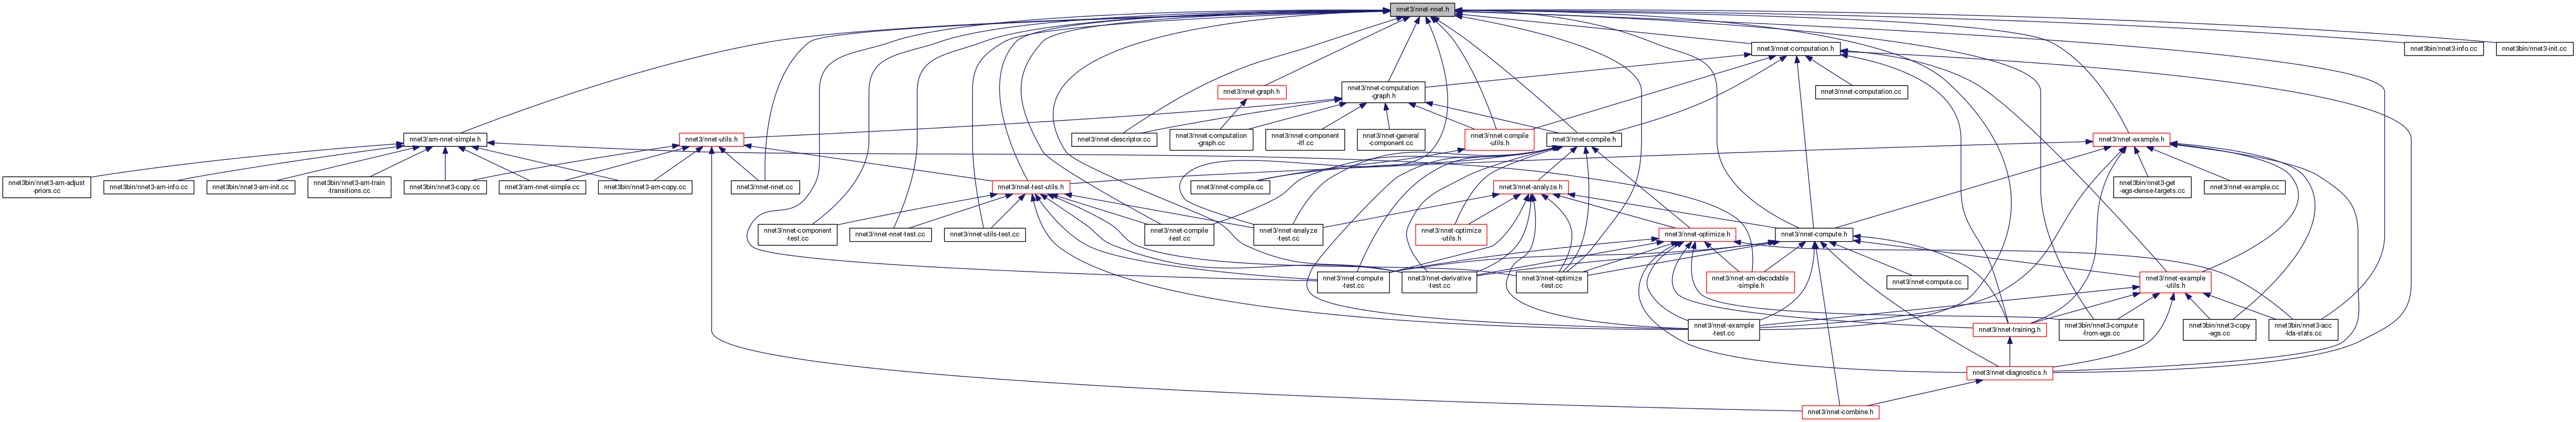 nnet3/nnet-nnet.h
nnet3/nnet-computation.h
nnet3bin/nnet3-info.cc
nnet3bin/nnet3-init.cc
nnet3/nnet-graph.h
nnet3/nnet-computation
-graph.h
nnet3/nnet-computation.cc
nnet3/am-nnet-simple.h
nnet3/nnet-utils.h
nnet3/nnet-descriptor.cc
nnet3/nnet-computation
-graph.cc
nnet3/nnet-component
-itf.cc
nnet3/nnet-general
-component.cc
nnet3/nnet-compile
-utils.h
nnet3/nnet-compile.h
nnet3/nnet-example.h
nnet3bin/nnet3-am-adjust
-priors.cc
nnet3bin/nnet3-am-info.cc
nnet3bin/nnet3-am-init.cc
nnet3bin/nnet3-am-train
-transitions.cc
nnet3bin/nnet3-copy.cc
nnet3/am-nnet-simple.cc
nnet3bin/nnet3-am-copy.cc
nnet3/nnet-nnet.cc
nnet3/nnet-test-utils.h
nnet3/nnet-compile.cc
nnet3/nnet-analyze.h
nnet3bin/nnet3-get
-egs-dense-targets.cc
nnet3/nnet-example.cc
nnet3/nnet-component
-test.cc
nnet3/nnet-nnet-test.cc
nnet3/nnet-utils-test.cc
nnet3/nnet-compile
-test.cc
nnet3/nnet-analyze
-test.cc
nnet3/nnet-optimize
-utils.h
nnet3/nnet-optimize.h
nnet3/nnet-compute.h
nnet3/nnet-compute
-test.cc
nnet3/nnet-derivative
-test.cc
nnet3/nnet-optimize
-test.cc
nnet3/nnet-am-decodable
-simple.h
nnet3/nnet-compute.cc
nnet3/nnet-example
-utils.h
nnet3/nnet-example
-test.cc
nnet3/nnet-training.h
nnet3bin/nnet3-compute
-from-egs.cc
nnet3bin/nnet3-copy
-egs.cc
nnet3bin/nnet3-acc
-lda-stats.cc
nnet3/nnet-diagnostics.h
nnet3/nnet-combine.h